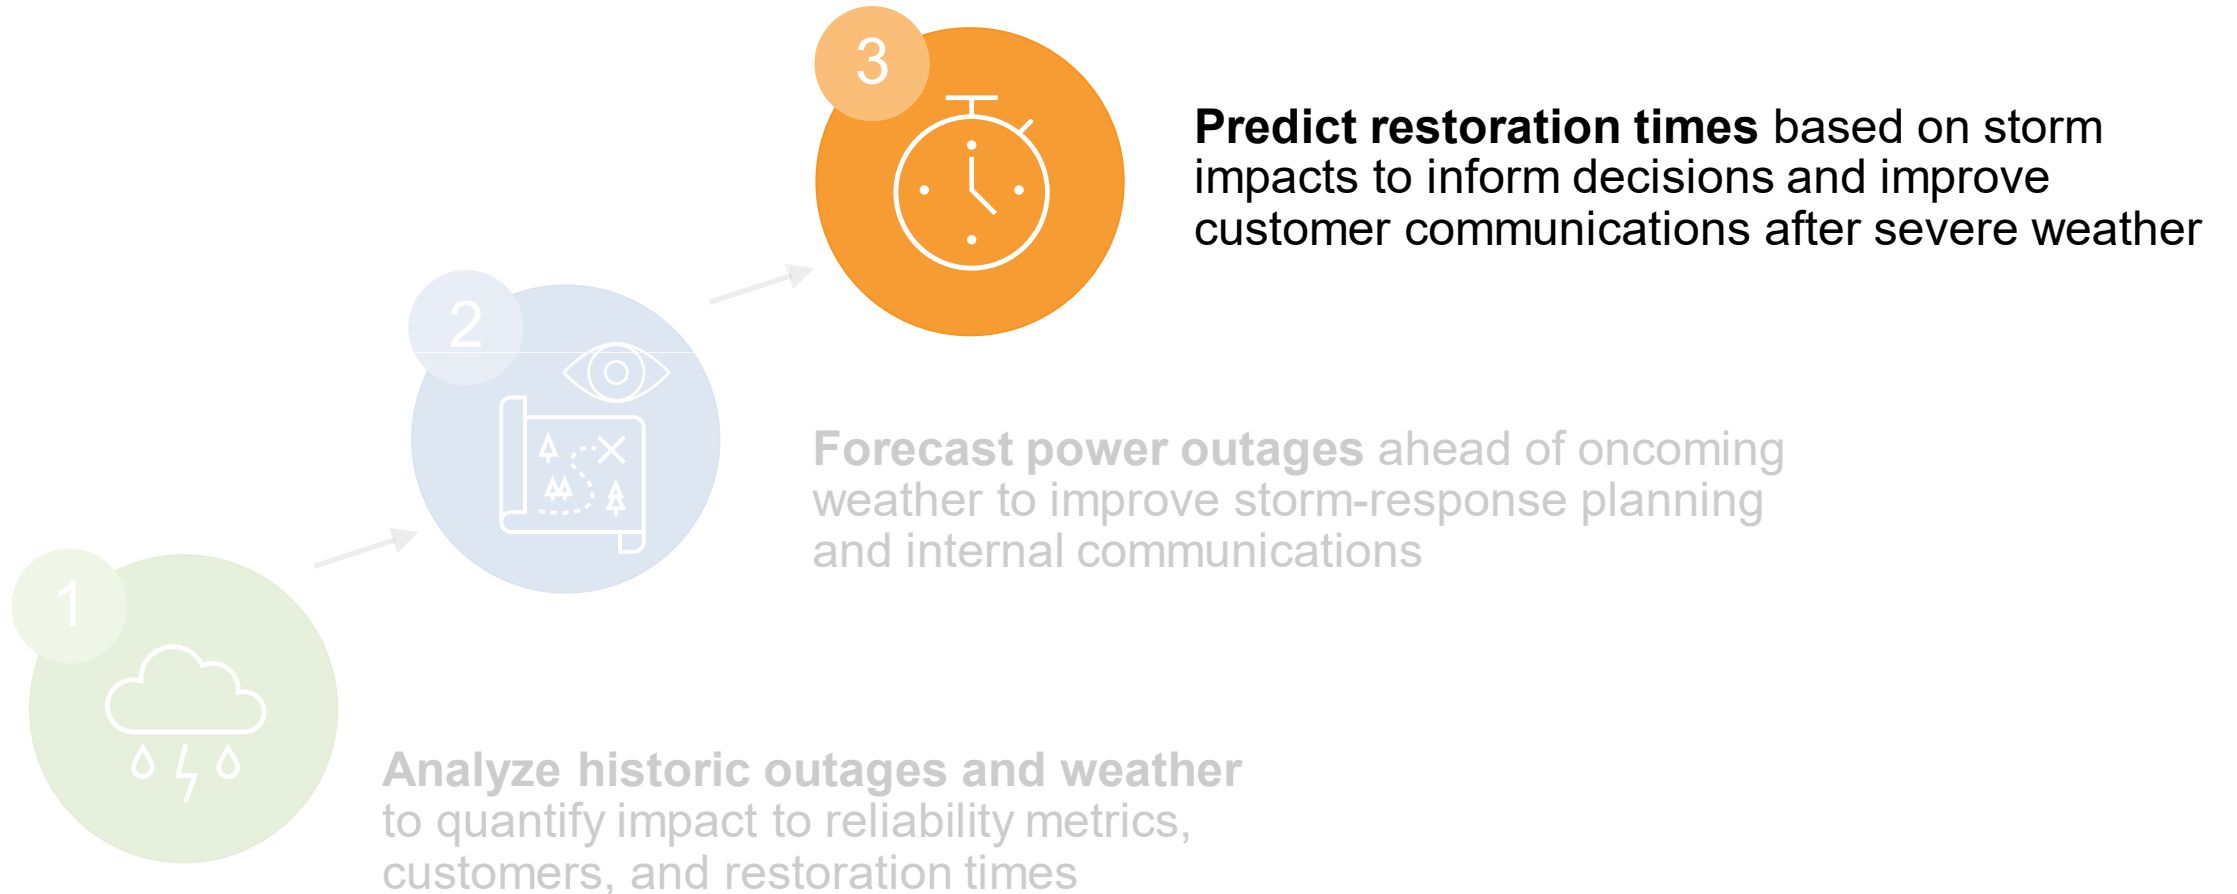 3
Predict restoration times based on storm
impacts to inform decisions and improve
customer communications after severe weather
2
Forecast power outages ahead of oncoming
weather to improve storm-response planning
and internal communications
1
Analyze historic outages and weather
to quantify impact to reliability metrics,
customers, and restoration times